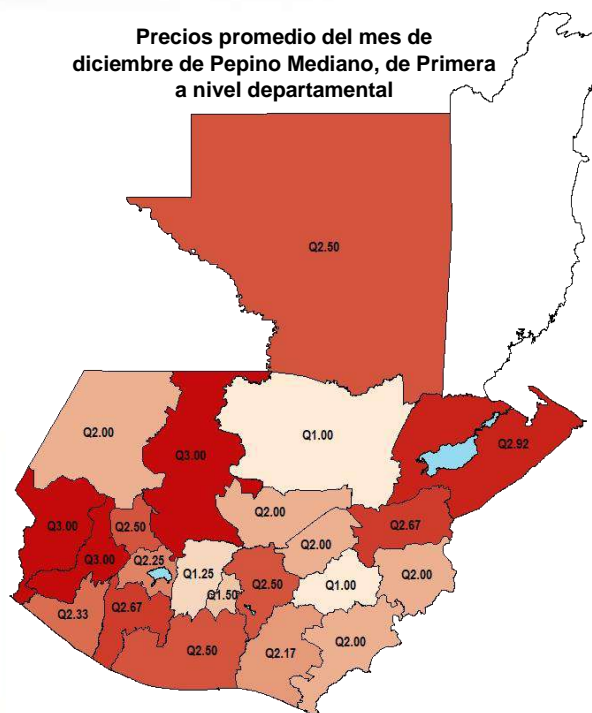 Precios promedio del mes de
diciembre de Pepino Mediano, de Primera
a nivel departamental
Q2.50
Q2.00
Q3.00
Q1.00
Q2.92
Q3.00
Q2.50
Q2.00
Q2.67
Q3.00
Q2.25
Q2.00
Q1.25
Q1.50
Q2.50
Q1.00
Q2.00
Q2.33
Q2.67
Q2.50
Q2.17
Q2.00